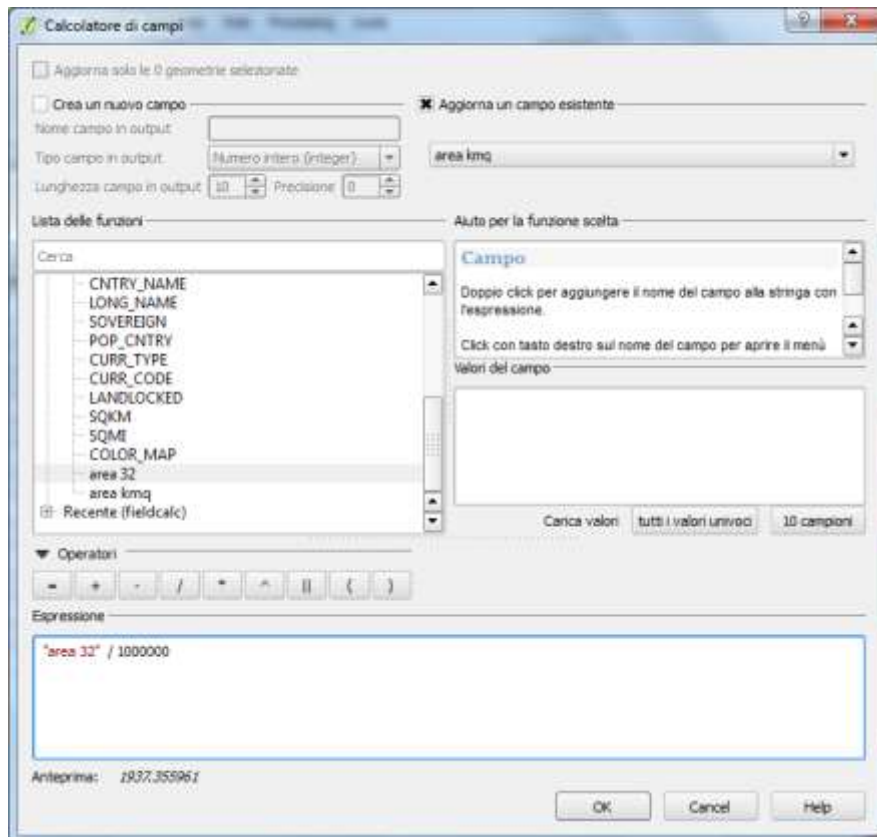 Calcolatore di campi
Aggiorna solo le 0 geometrie selezionate
Crea un nuovo campo
Aggiorna un campo esistente
Nome campo in output
Tipo campo in output
Numero intero (integer)
area kmq
Lunghezza campo in output 10 Precisione 0
Lista delle funzioni
Aiuto per la funzione scelta
Cerca
CNTRY_NAME
LONG_NAME
SOVEREIGN
POP_CNTRY
CURR_TYPE
CURR_CODE
LANDLOCKED
SQKM
SQMI
COLOR_MAP
area 32
area kmq
Recente (fieldcalc)
Campo
Doppio click per aggiungere il nome del campo alla stringa con
l'espressione.
Click con tasto destro sul nome del campo per aprire il menù
Valori del campo
Carica valori tutti i valori univoci 10 campioni
Operatori
= + - / * ^ || ( )
Espressione
"area 32" / 1000000
Anteprima: 1937.355961
OK Cancel Help